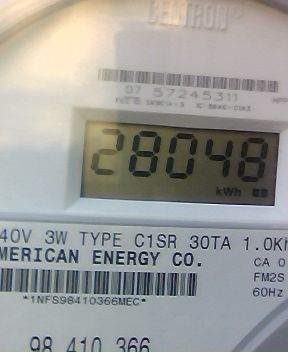 CENTRON®
07 57245311
28048
kWh
40V 3W TYPE C1SR 30TA 1.0Kh
MERICAN ENERGY CO.
CA 0
FM2S
60Hz
*1NFS98410366MEC*
98 410 366